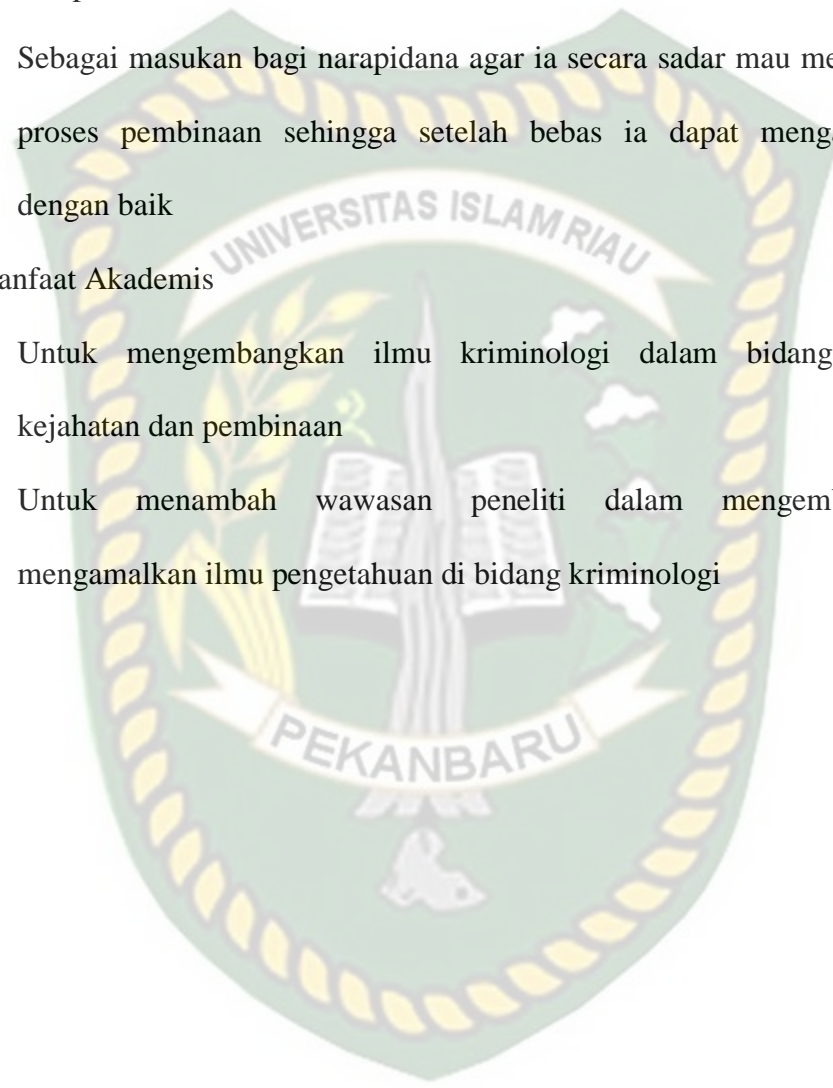 Sebagai masukan bagi narapidana agar ia secara sadar mau me
proses pembinaan sehingga setelah bebas ia dapat menga
dengan baik
UNIVERSITAS ISLAM RIAU
anfaat Akademis
Untuk mengembangkan ilmu kriminologi dalam bidang
kejahatan dan pembinaan
Untuk menambah wawasan peneliti dalam mengemb
mengamalkan ilmu pengetahuan di bidang kriminologi
PEKANBARU